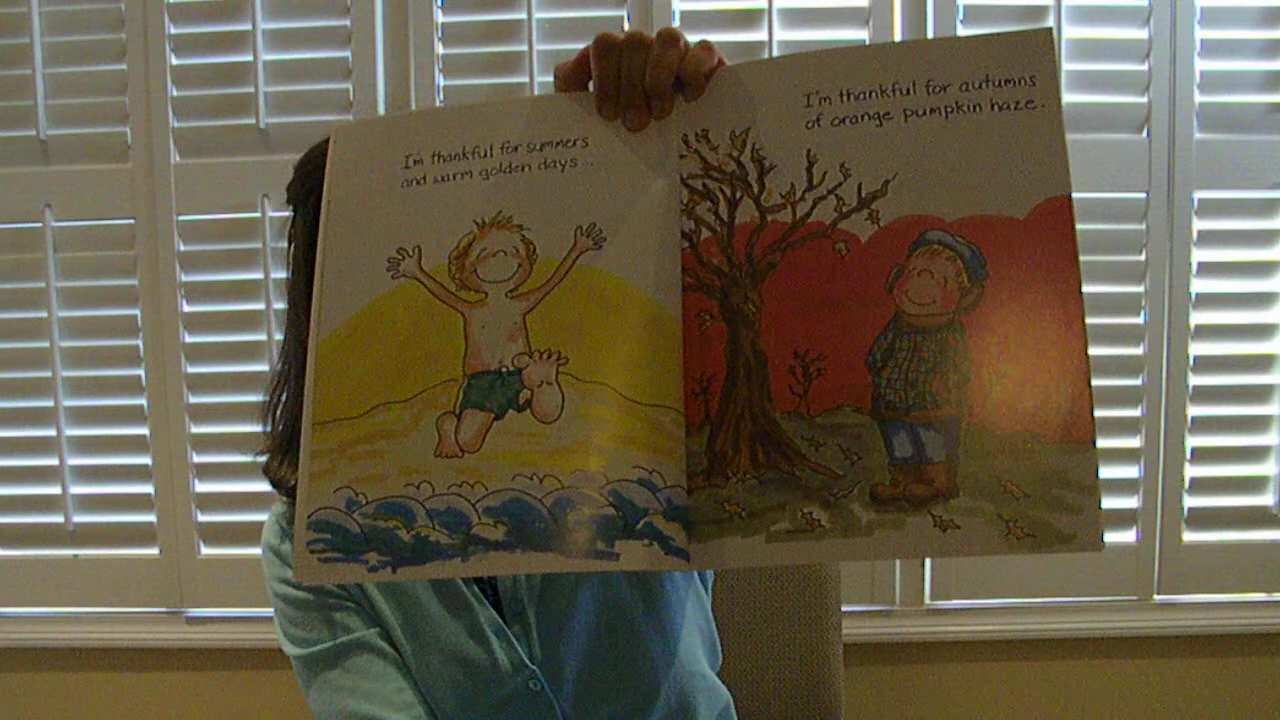 I'm thankful for summers
and warm golden days...
I'm thankful for autumns
of orange pumpkin haze.